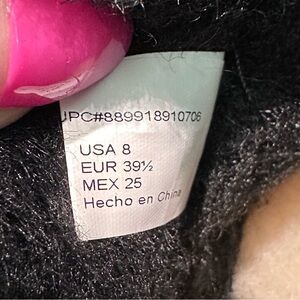 UPC#889918910706
USA 8
EUR 39½
MEX 25
Hecho en China